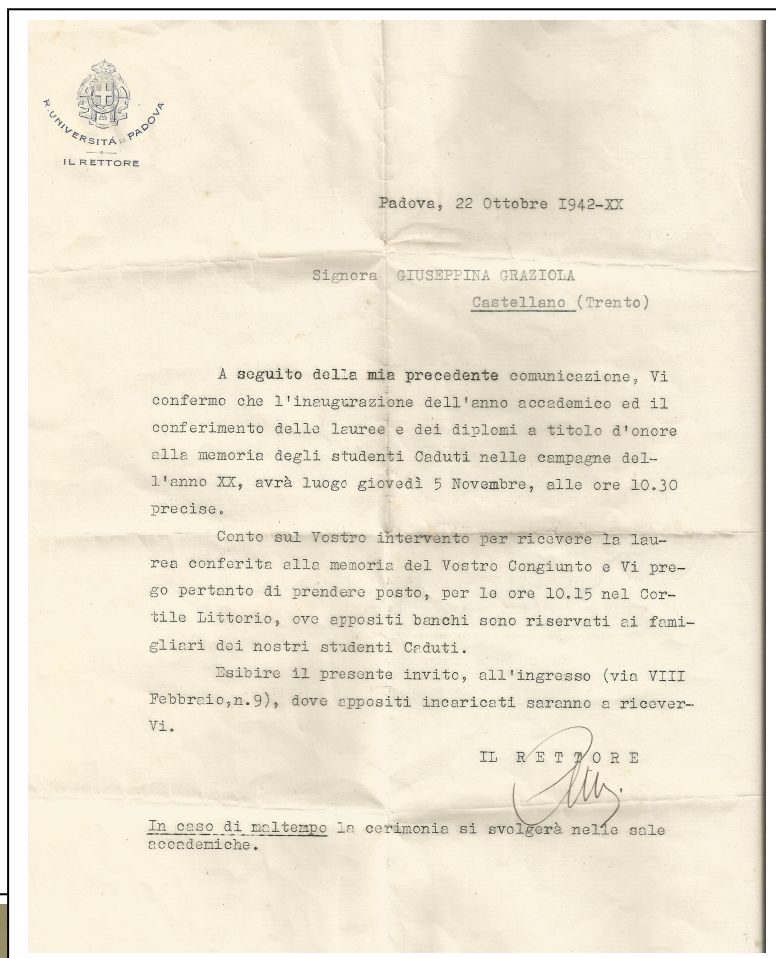 R. UNIVERSITÁ DI PADOVA
IL RETTORE
Padova, 22 Ottobre I942-XX
Signora GIUSEPPINA GRAZIOLA
Castellano (Trento)
A seguito della mia precedente comunicazione, Vi
confermo che l'inaugurazione dell'anno accademico ed il
conferimento delle lauree e dei diplomi a titolo d'onore
alla memoria degli studenti Caduti nelle campagne del-
l'anno XX, avrà luogo giovedì 5 Novembre, alle ore 10.30
precise.
Conto sul Vostro intervento per ricevere la lau-
rea conferita alla memoria del Vostro Congiunto e Vi pre-
go pertanto di prendere posto, per le ore 10.15 nel Cor-
tile Littorio, ove appositi banchi sono riservati ai fami-
gliari dei nostri studenti Caduti.
Esibire il presente invito, all'ingresso (via VIII
Febbraio,n.9), dove appositi incaricati saranno a ricever-
Vi.
IL RETTORE
In caso di maltempo la cerimonia si svolgerà nelle sale
accademiche.